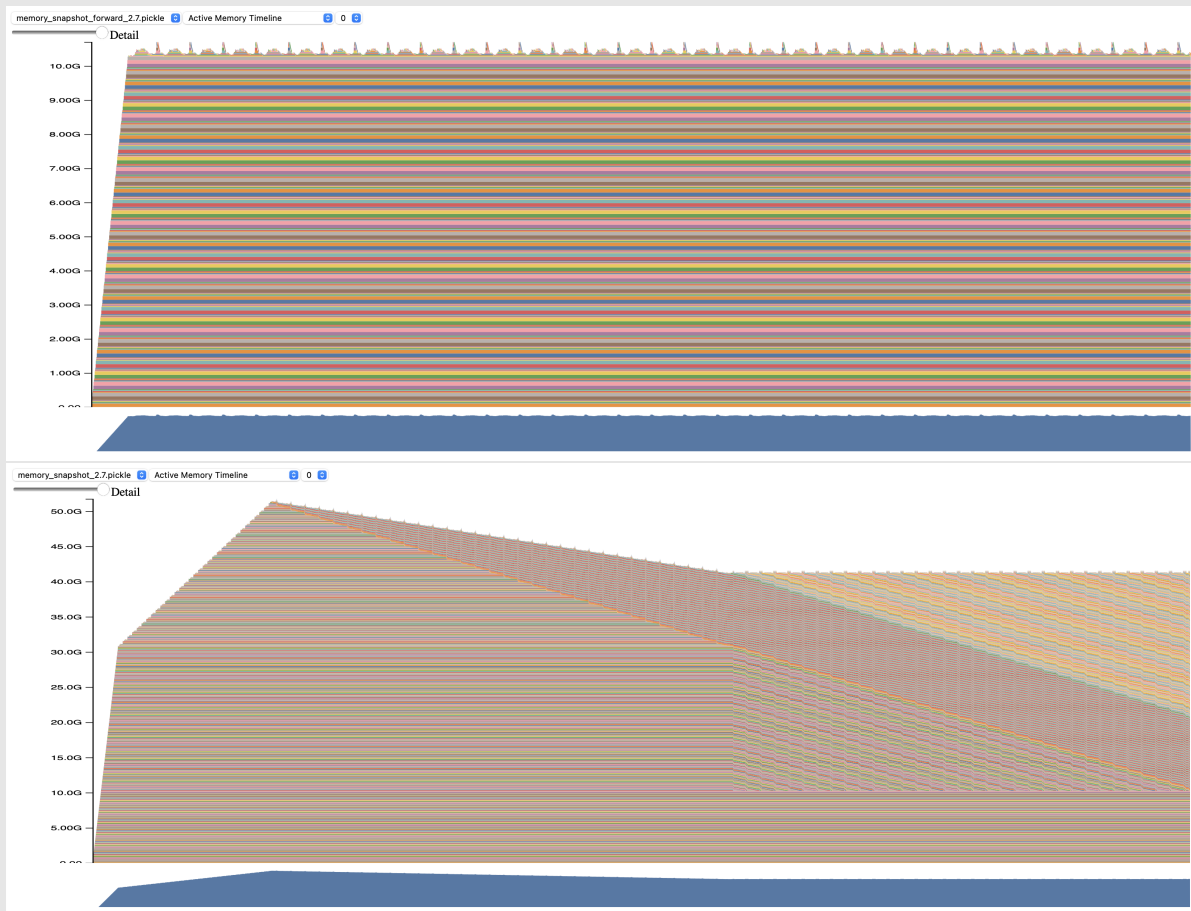 memory_snapshot_forward_2.7.pickle Active Memory Timeline 0
Detail
10.0G
9.00G
8.00G
7.00G
6.00G
5.00G
4.00G
3.00G
2.00G
1.00G
memory_snapshot_2.7.pickle Active Memory Timeline 0
Detail
50.0G
45.0G
40.0G
35.0G
30.0G
25.0G
20.0G
15.0G
10.0G
5.00G